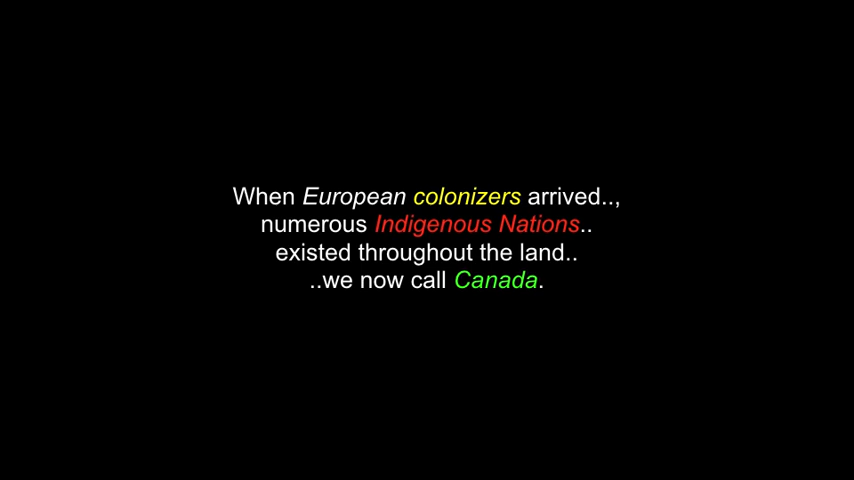 When European colonizers arrived..,
numerous Indigenous Nations..
existed throughout the land..
..we now call Canada.